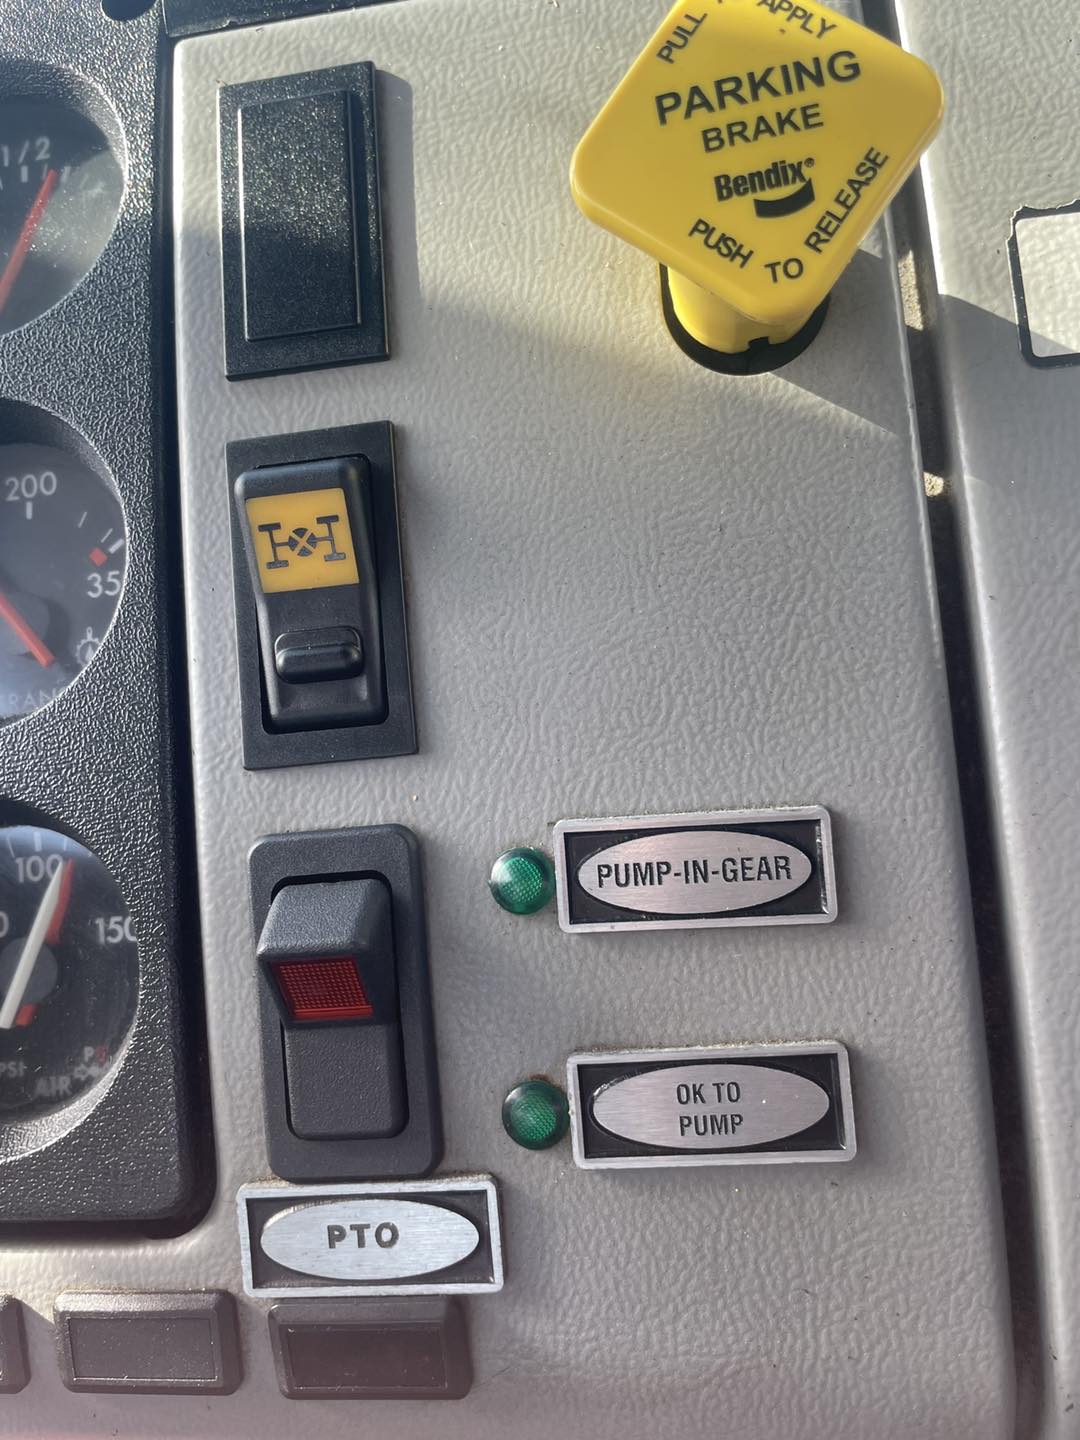 1/2
PULL
APPLY
PARKING
BRAKE
Bendix®
PUSH TO RELEASE
200
35
100
150
PSI
AIR
PUMP-IN-GEAR
OK TO
PUMP
PTO